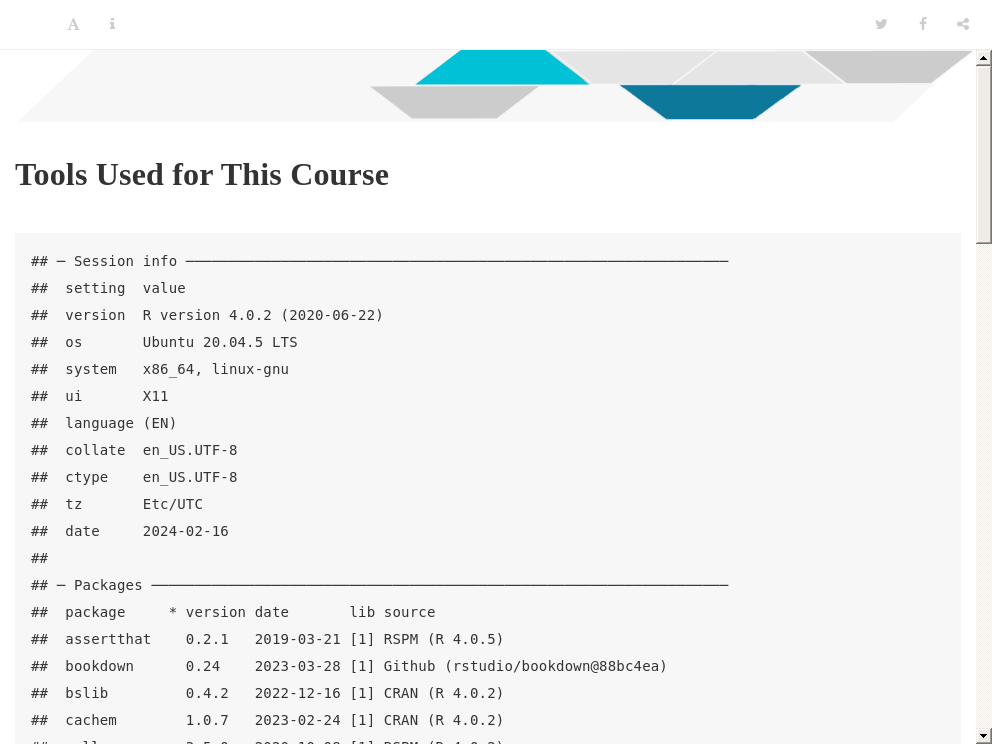 Tools Used for This Course
## ─ Session info ───────────────────────────────────────────────────────────────
##  setting  value
##  version  R version 4.0.2 (2020-06-22)
##  os       Ubuntu 20.04.5 LTS
##  system   x86_64, linux-gnu
##  ui       X11
##  language (EN)
##  collate  en_US.UTF-8
##  ctype    en_US.UTF-8
##  tz       Etc/UTC
##  date     2024-02-16
##
## ─ Packages ───────────────────────────────────────────────────────────────────
##  package     * version date       lib source
##  assertthat    0.2.1   2019-03-21 [1] RSPM (R 4.0.5)
##  bookdown      0.24    2023-03-28 [1] Github (rstudio/bookdown@88bc4ea)
##  bslib         0.4.2   2022-12-16 [1] CRAN (R 4.0.2)
##  cachem        1.0.7   2023-02-24 [1] CRAN (R 4.0.2)